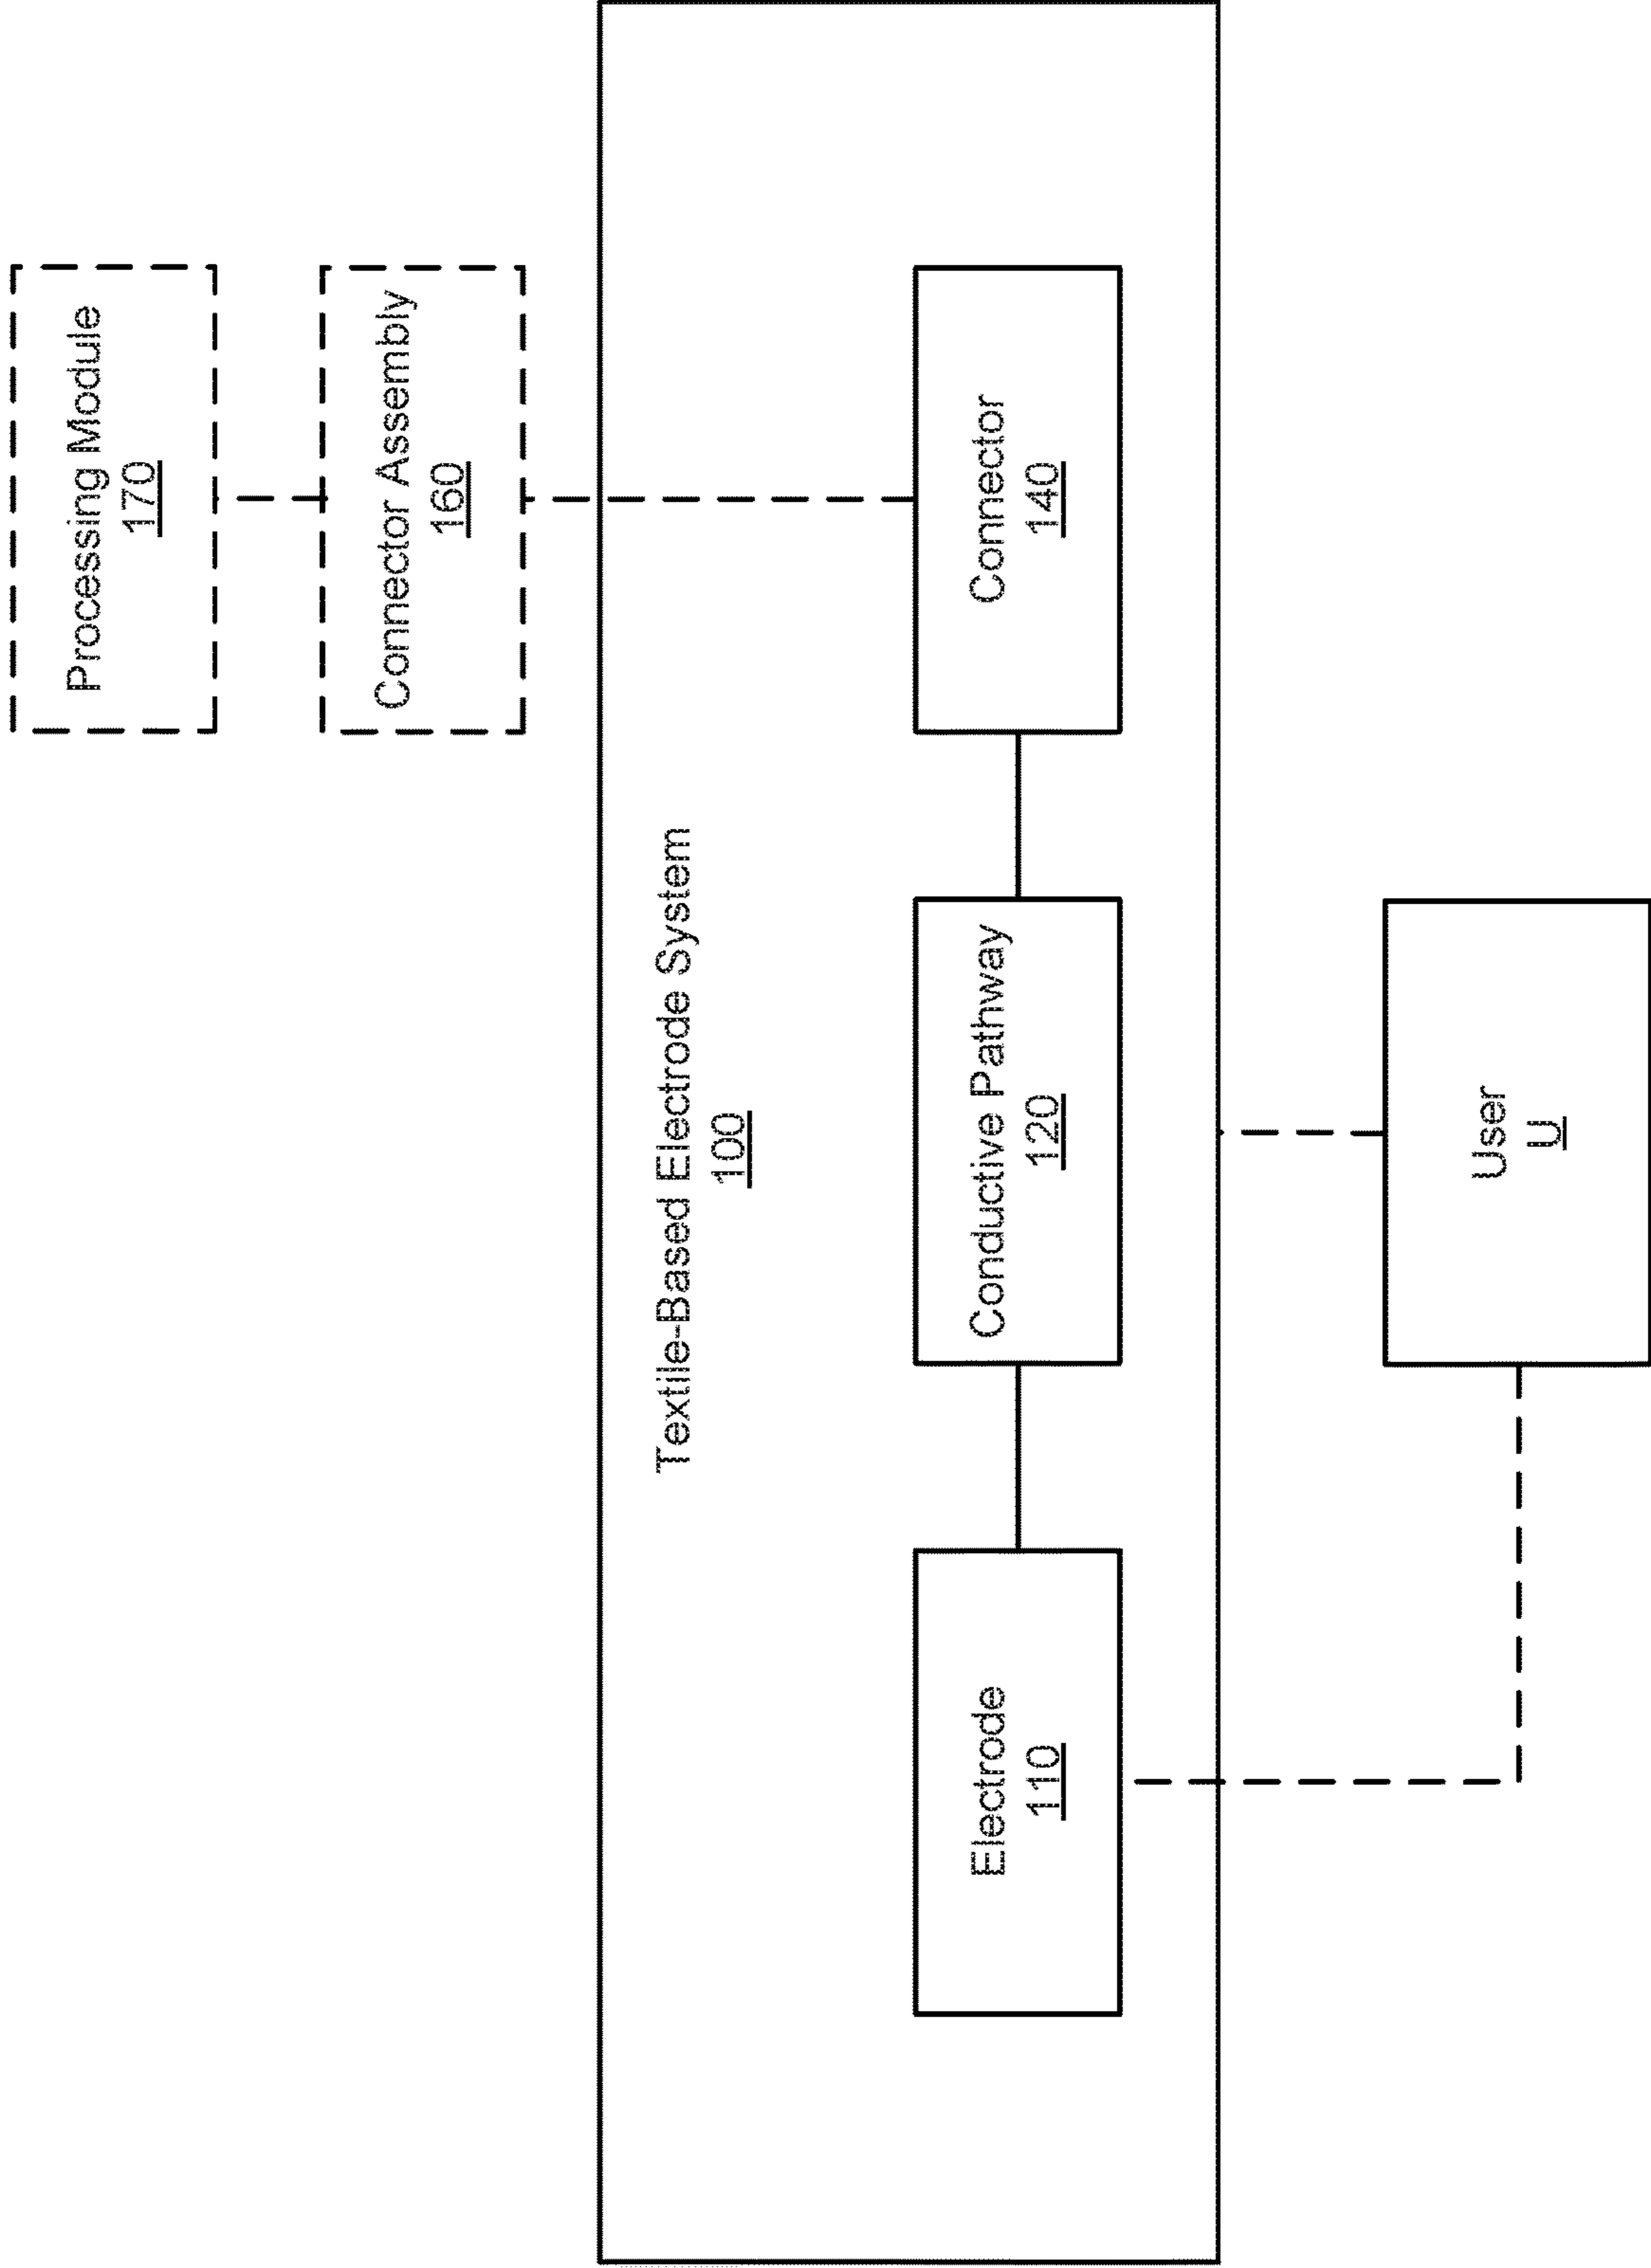 Processing Module
170
Connector Assembly
160
Textile-Based Electrode System
100
Electrode
110
Conductive Pathway
120
Connector
140
User
U